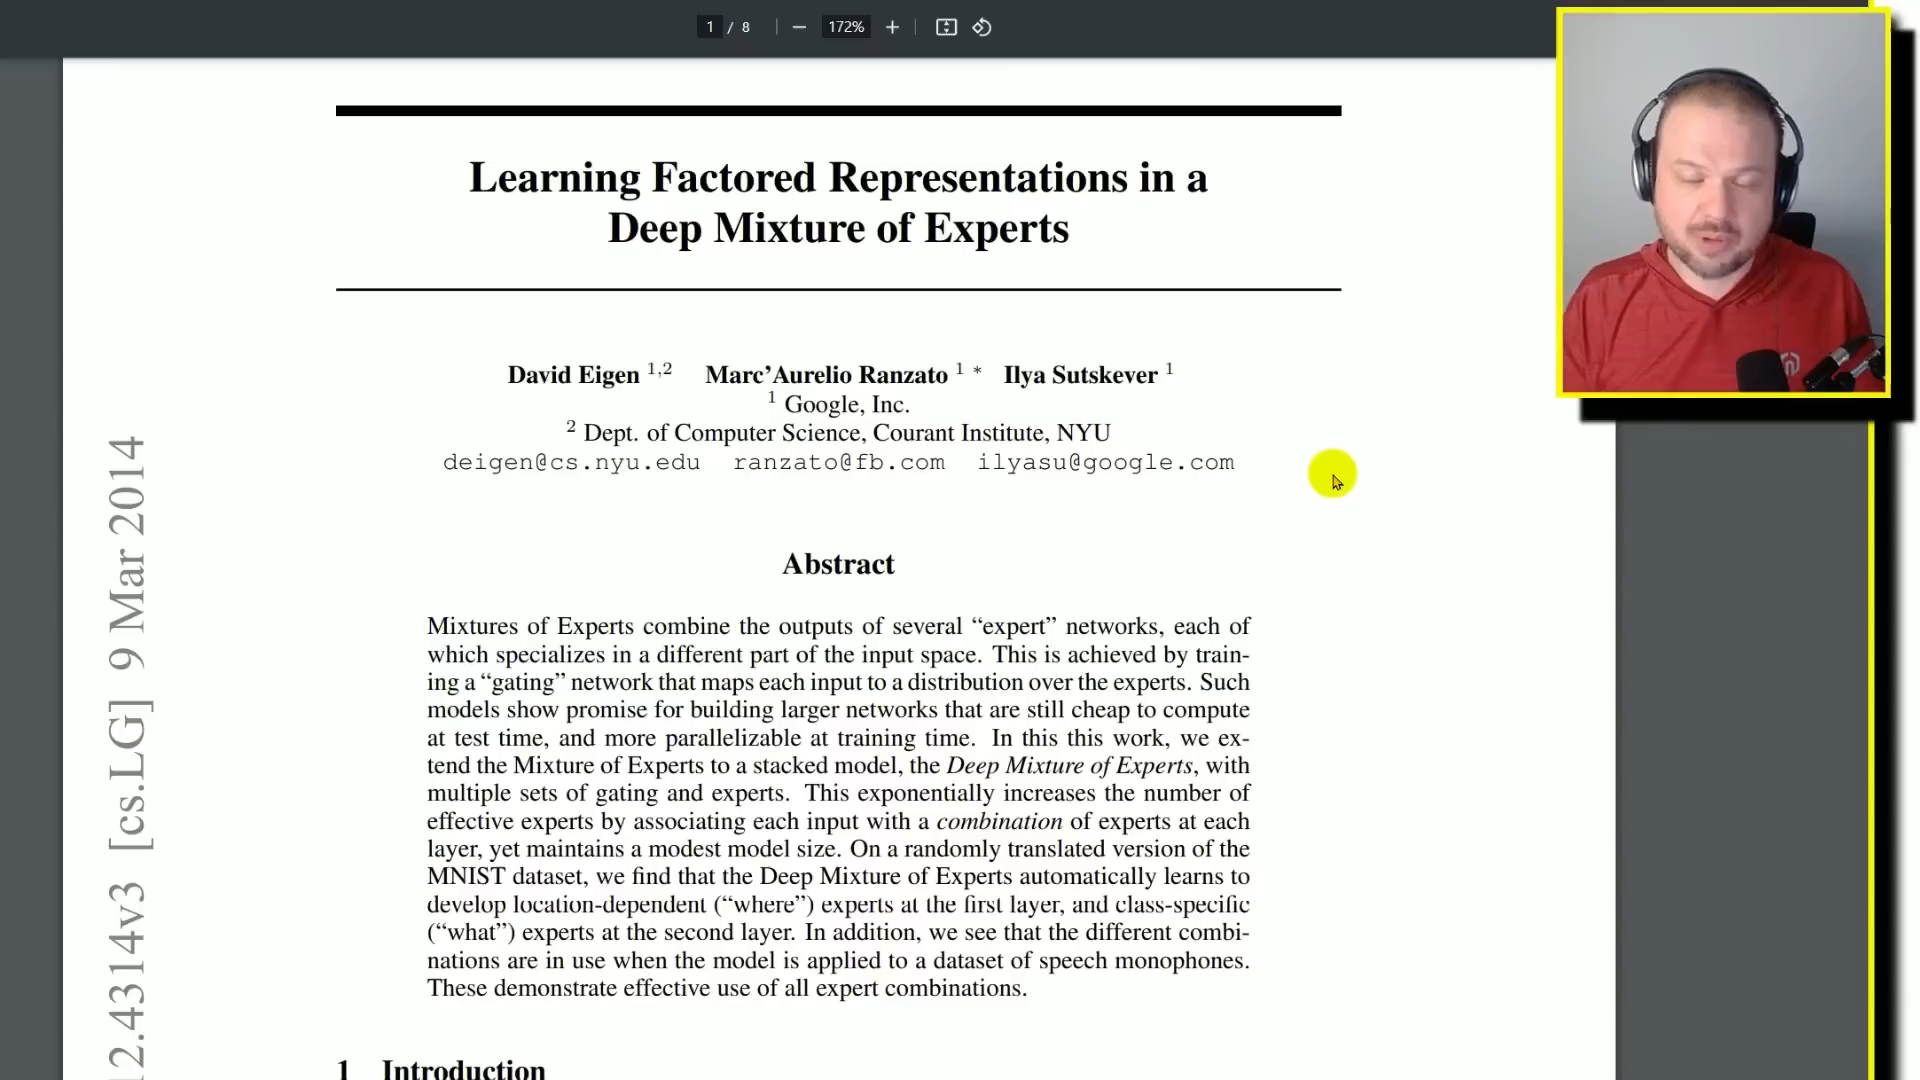 1 / 8 − 172% +
Learning Factored Representations in a
Deep Mixture of Experts
David Eigen 1,2 Marc’Aurelio Ranzato 1 * Ilya Sutskever 1
1 Google, Inc.
2 Dept. of Computer Science, Courant Institute, NYU
deigen@cs.nyu.edu ranzato@fb.com ilyasu@google.com
Abstract
Mixtures of Experts combine the outputs of several “expert” networks, each of
which specializes in a different part of the input space. This is achieved by train-
ing a “gating” network that maps each input to a distribution over the experts. Such
models show promise for building larger networks that are still cheap to compute
at test time, and more parallelizable at training time. In this this work, we ex-
tend the Mixture of Experts to a stacked model, the Deep Mixture of Experts, with
multiple sets of gating and experts. This exponentially increases the number of
effective experts by associating each input with a combination of experts at each
layer, yet maintains a modest model size. On a randomly translated version of the
MNIST dataset, we find that the Deep Mixture of Experts automatically learns to
develop location-dependent (“where”) experts at the first layer, and class-specific
(“what”) experts at the second layer. In addition, we see that the different combi-
nations are in use when the model is applied to a dataset of speech monophones.
These demonstrate effective use of all expert combinations.
1 Introduction
12.4314v3 [cs.LG] 9 Mar 2014